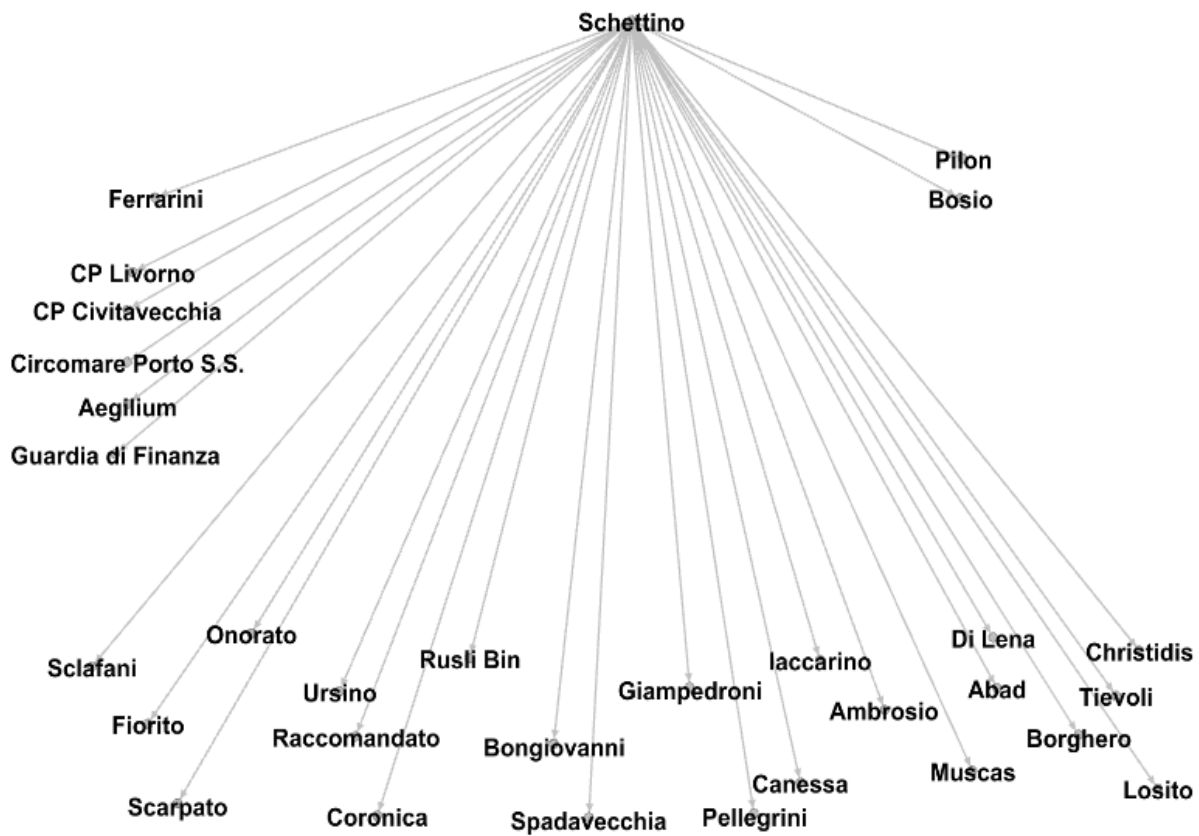 Schettino
Pilon
Ferrarini
Bosio
CP Livorno
CP Civitavecchia
Circomare Porto S.S.
Aegilium
Guardia di Finanza
Onorato
Di Lena
Christidis
Sclafani
Rusli Bin
Iaccarino
Ursino
Giampedroni
Abad
Tievoli
Fiorito
Ambrosio
Raccomandato
Borghero
Bongiovanni
Muscas
Canessa
Losito
Scarpato
Coronica
Spadavecchia
Pellegrini